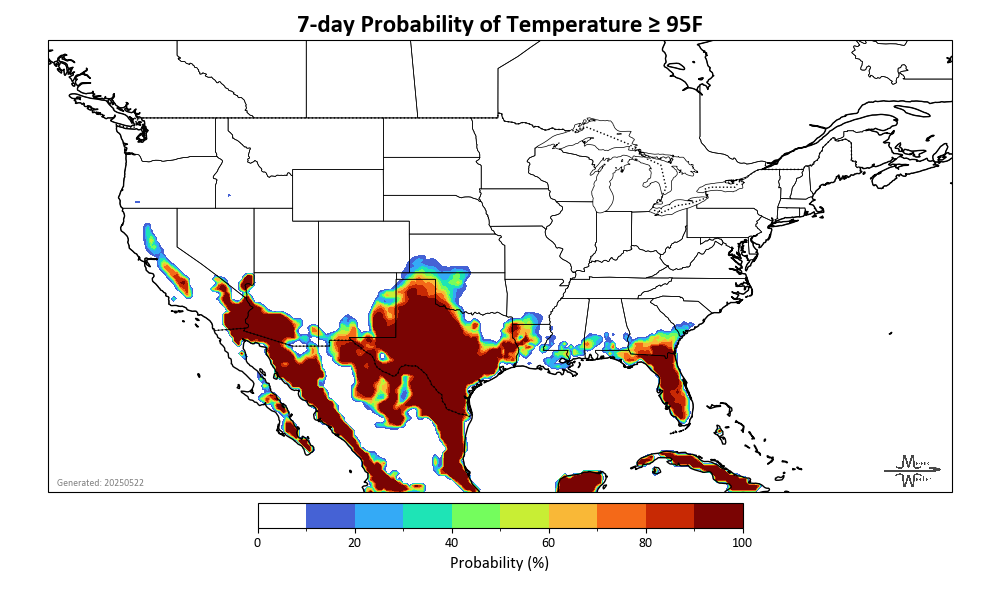 7-day Probability of Temperature ≥ 95F
Generated: 20250522
0 20 40 60 80 100
Probability (%)